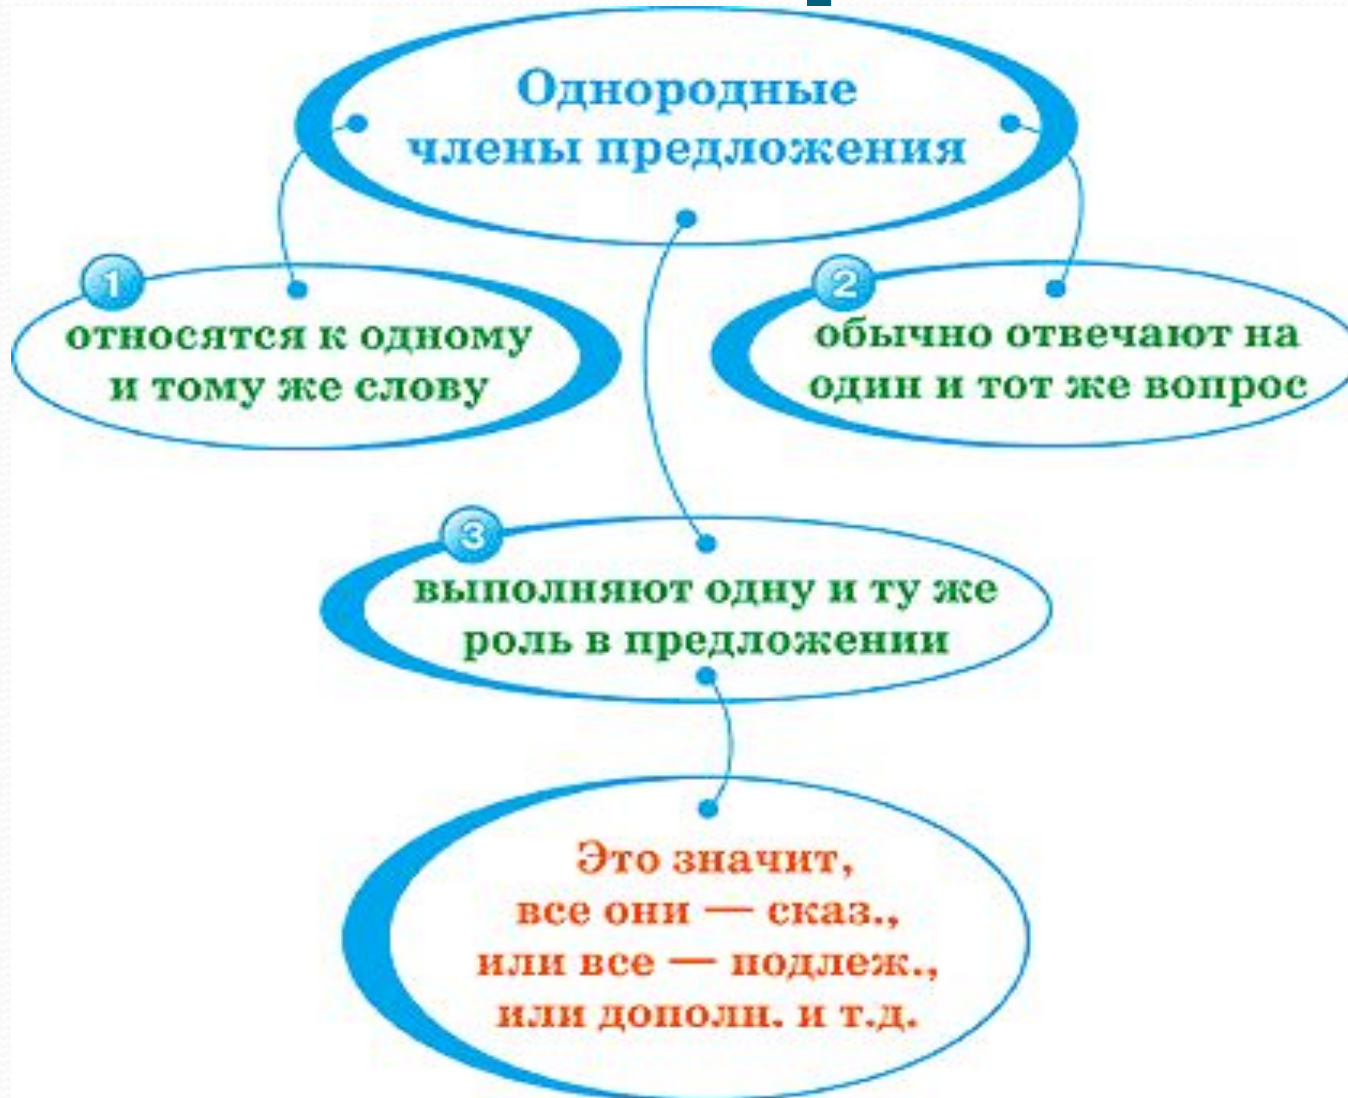 Однородные
члены предложения
1
относятся к одному
и тому же слову
2
обычно отвечают на
один и тот же вопрос
3
выполняют одну и ту же
роль в предложении
Это значит,
все они — сказ.,
или все — подлеж.,
или дополн. и т.д.